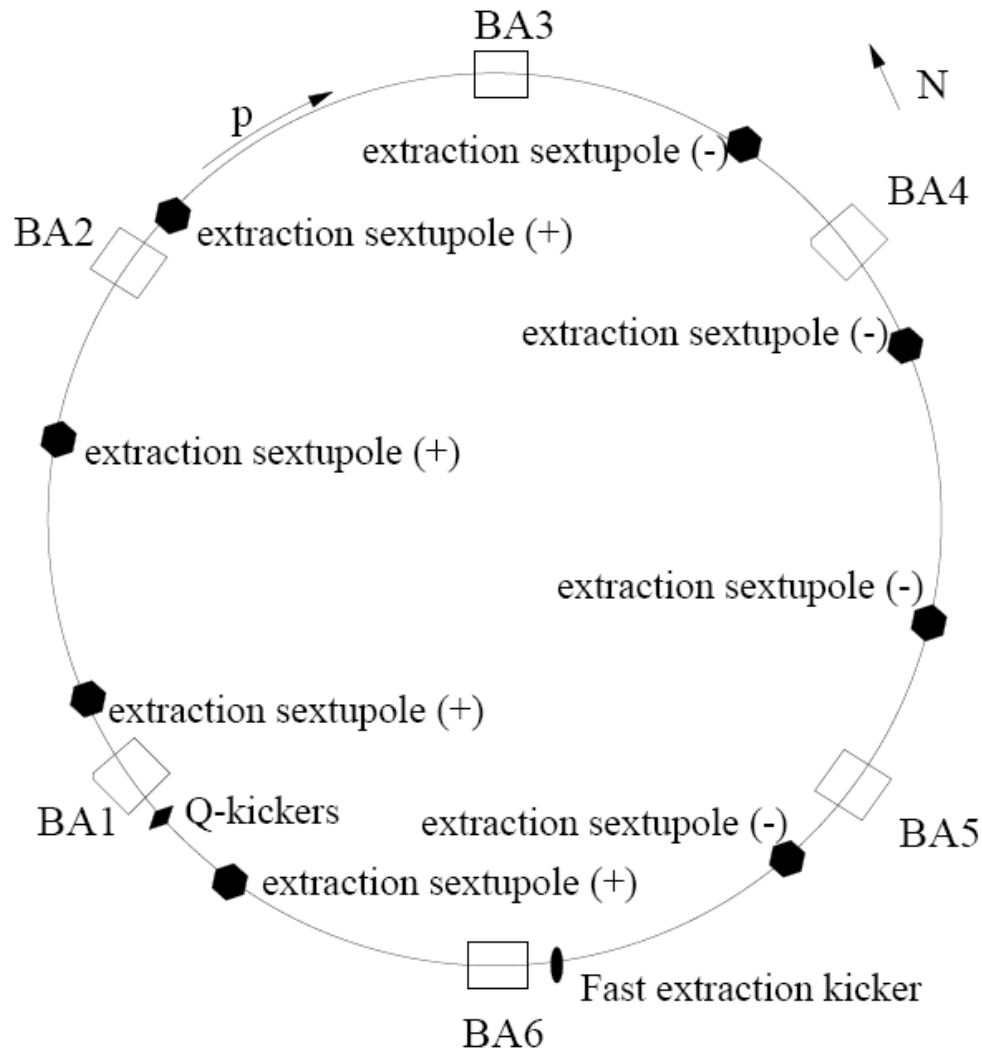 BA3
N
p
extraction sextupole (-)
BA4
BA2
extraction sextupole (+)
extraction sextupole (-)
extraction sextupole (+)
extraction sextupole (-)
extraction sextupole (+)
BA1
Q-kickers
extraction sextupole (-)
BA5
extraction sextupole (+)
Fast extraction kicker
BA6